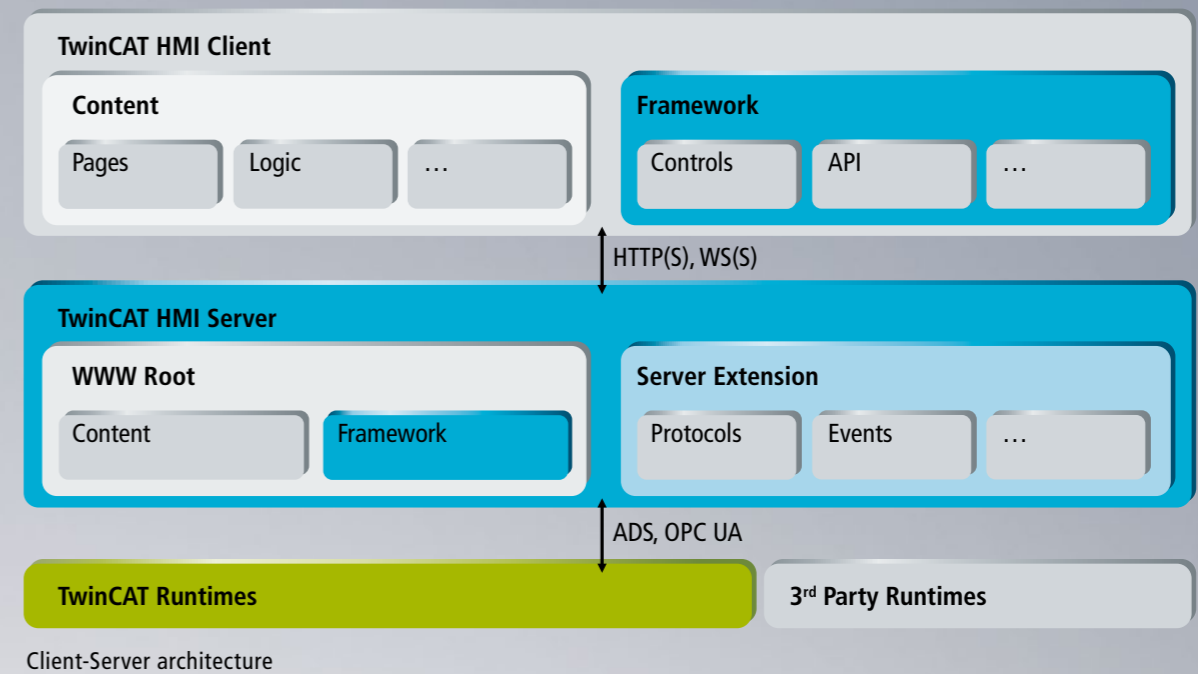 TwinCAT HMI Client
Content
Pages
Logic
…
Framework
Controls
API
…
HTTP(S), WS(S)
TwinCAT HMI Server
WWW Root
Content
Framework
Server Extension
Protocols
Events
…
ADS, OPC UA
TwinCAT Runtimes
3rd Party Runtimes
Client-Server architecture